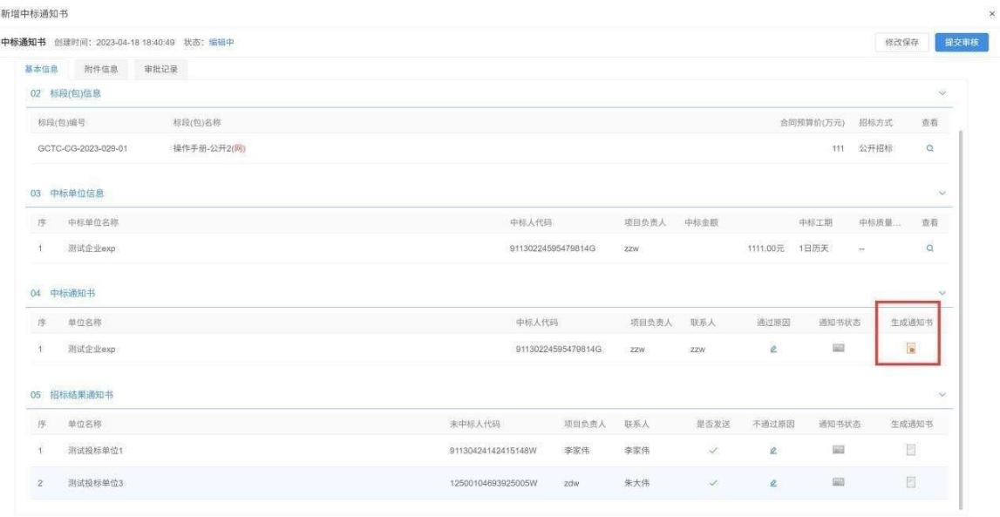 新增中标通知书 ×
中标通知书 创建时间: 2023-04-18 18:40:49 状态: 编辑中 修改保存 提交审核
基本信息 附件信息 审批记录
02 标段(包)信息
标段(包)编号 标段(包)名称 合同预算价(万元) 招标方式 查看
GCTC-CG-2023-029-01 操作手册-公开2(网) 111 公开招标
03 中标单位信息
序 中标单位名称 中标人代码 项目负责人 中标金额 中标工期 中标质量... 查看
1 测试企业exp 91130224595479814G zzw 1111.00元 1日历天 --
04 中标通知书
序 单位名称 中标人代码 项目负责人 联系人 通过原因 通知书状态 生成通知书
1 测试企业exp 91130224595479814G zzw zzw
05 招标结果通知书
序 单位名称 未中标人代码 项目负责人 联系人 是否发送 不通过原因 通知书状态 生成通知书
1 测试投标单位1 91130424142415148W 李家伟 李家伟
2 测试投标单位3 12500104693925005W zdw 朱大伟